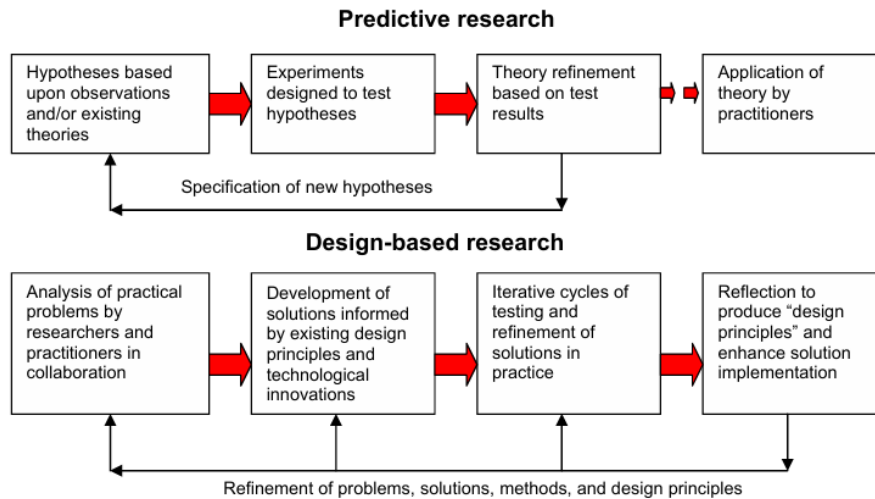 Predictive research
Hypotheses based
upon observations
and/or existing
theories
Experiments
designed to test
hypotheses
Theory refinement
based on test
results
Application of
theory by
practitioners
Specification of new hypotheses
Design-based research
Analysis of practical
problems by
researchers and
practitioners in
collaboration
Development of
solutions informed
by existing design
principles and
technological
innovations
Iterative cycles of
testing and
refinement of
solutions in
practice
Reflection to
produce “design
principles” and
enhance solution
implementation
Refinement of problems, solutions, methods, and design principles